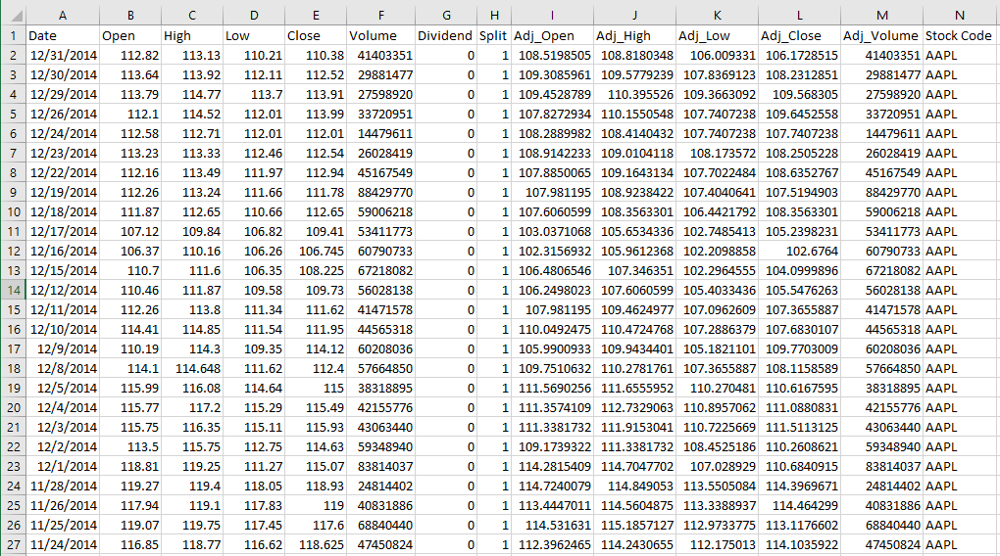 A B C D E F G H I J K L M N
1 Date Open High Low Close Volume Dividend Split Adj_Open Adj_High Adj_Low Adj_Close Adj_Volume Stock Code
2 12/31/2014 112.82 113.13 110.21 110.38 41403351 0 1 108.5198505 108.8180348 106.009331 106.1728515 41403351 AAPL
3 12/30/2014 113.64 113.92 112.11 112.52 29881477 0 1 109.3085961 109.5779239 107.8369123 108.2312851 29881477 AAPL
4 12/29/2014 113.79 114.77 113.7 113.91 27598920 0 1 109.4528789 110.395526 109.3663092 109.568305 27598920 AAPL
5 12/26/2014 112.1 114.52 112.01 113.99 33720951 0 1 107.8272934 110.1550548 107.7407238 109.6452558 33720951 AAPL
6 12/24/2014 112.58 112.71 112.01 112.01 14479611 0 1 108.2889982 108.4140432 107.7407238 107.7407238 14479611 AAPL
7 12/23/2014 113.23 113.33 112.46 112.54 26028419 0 1 108.9142233 109.0104118 108.173572 108.2505228 26028419 AAPL
8 12/22/2014 112.16 113.49 111.97 112.94 45167549 0 1 107.8850065 109.1643134 107.7022484 108.6352767 45167549 AAPL
9 12/19/2014 112.26 113.24 111.66 111.78 88429770 0 1 107.981195 108.9238422 107.4040641 107.5194903 88429770 AAPL
10 12/18/2014 111.87 112.65 110.66 112.65 59006218 0 1 107.6060599 108.3563301 106.4421792 108.3563301 59006218 AAPL
11 12/17/2014 107.12 109.84 106.82 109.41 53411773 0 1 103.0371068 105.6534336 102.7485413 105.2398231 53411773 AAPL
12 12/16/2014 106.37 110.16 106.26 106.745 60790733 0 1 102.3156932 105.9612368 102.2098858 102.6764 60790733 AAPL
13 12/15/2014 110.7 111.6 106.35 108.225 67218082 0 1 106.4806546 107.346351 102.2964555 104.0999896 67218082 AAPL
14 12/12/2014 110.46 111.87 109.58 109.73 56028138 0 1 106.2498023 107.6060599 105.4033436 105.5476263 56028138 AAPL
15 12/11/2014 112.26 113.8 111.34 111.62 41471578 0 1 107.981195 109.4624977 107.0962609 107.3655887 41471578 AAPL
16 12/10/2014 114.41 114.85 111.54 111.95 44565318 0 1 110.0492475 110.4724768 107.2886379 107.6830107 44565318 AAPL
17 12/9/2014 110.19 114.3 109.35 114.12 60208036 0 1 105.9900933 109.9434401 105.1821101 109.7703009 60208036 AAPL
18 12/8/2014 114.1 114.648 111.62 112.4 57664850 0 1 109.7510632 110.2781761 107.3655887 108.1158589 57664850 AAPL
19 12/5/2014 115.99 116.08 114.64 115 38318895 0 1 111.5690256 111.6555952 110.270481 110.6167595 38318895 AAPL
20 12/4/2014 115.77 117.2 115.29 115.49 42155776 0 1 111.3574109 112.7329063 110.8957062 111.0880831 42155776 AAPL
21 12/3/2014 115.75 116.35 115.11 115.93 43063440 0 1 111.3381732 111.9153041 110.7225669 111.5113125 43063440 AAPL
22 12/2/2014 113.5 115.75 112.75 114.63 59348940 0 1 109.1739322 111.3381732 108.4525186 110.2608621 59348940 AAPL
23 12/1/2014 118.81 119.25 111.27 115.07 83814037 0 1 114.2815409 114.7047702 107.028929 110.6840915 83814037 AAPL
24 11/28/2014 119.27 119.4 118.05 118.93 24814402 0 1 114.7240079 114.849053 113.5505084 114.3969671 24814402 AAPL
25 11/26/2014 117.94 119.1 117.83 119 40831886 0 1 113.4447011 114.5604875 113.3388937 114.464299 40831886 AAPL
26 11/25/2014 119.07 119.75 117.45 117.6 68840440 0 1 114.531631 115.1857127 112.9733775 113.1176602 68840440 AAPL
27 11/24/2014 116.85 118.77 116.62 118.625 47450824 0 1 112.3962465 114.2430655 112.175013 114.1035922 47450824 AAPL